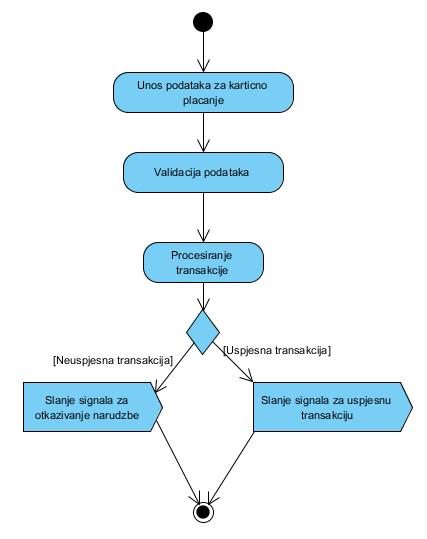 Unos podataka za karticno
placanje
Validacija podataka
Procesiranje
transakcije
[Neuspjesna transakcija]
[Uspjesna transakcija]
Slanje signala za
otkazivanje narudzbe
Slanje signala za uspjesnu
transakciju